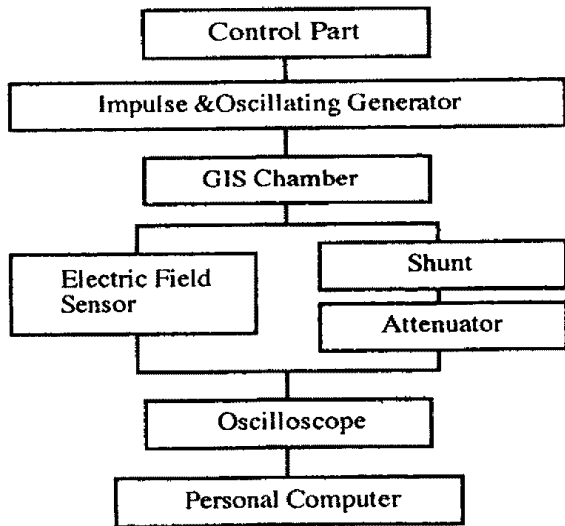 Control Part
Impulse &Oscillating Generator
GIS Chamber
Electric Field
Sensor
Shunt
Attenuator
Oscilloscope
Personal Computer